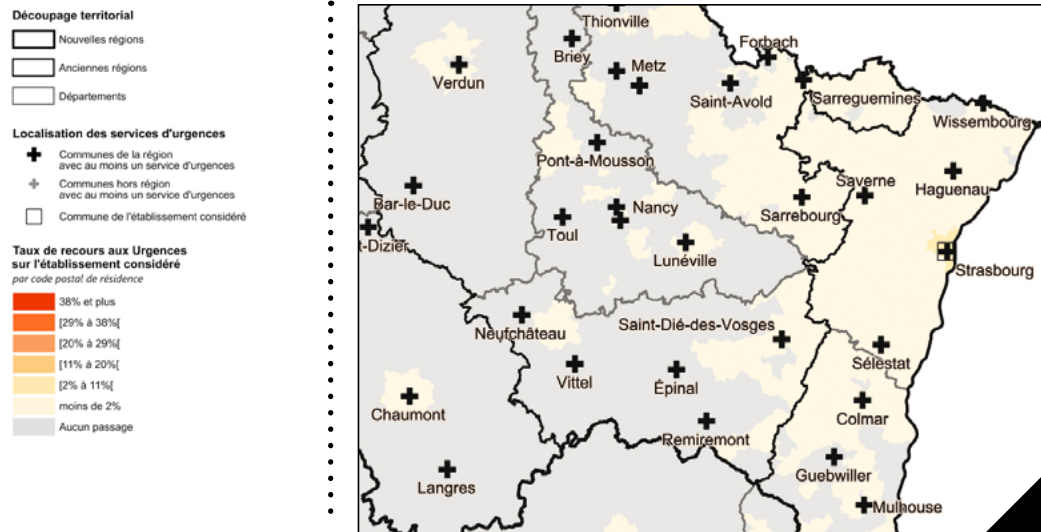 Découpage territorial
Nouvelles régions
Anciennes régions
Départements
Localisation des services d'urgences
Communes de la région
avec au moins un service d'urgences
Communes hors région
avec au moins un service d'urgences
Commune de l'établissement considéré
Taux de recours aux Urgences
sur l'établissement considéré
par code postal de résidence
38% et plus
[29% à 38%[
[20% à 29%[
[11% à 20%[
[2% à 11%[
moins de 2%
Aucun passage
Thionville
Briey
Metz
Forbach
Verdun
Saint-Avold
Sarreguemines
Wissembourg
Pont-à-Mousson
Saverne
Haguenau
Bar-le-Duc
Nancy
Sarrebourg
Toul
t-Dizier
Lunéville
Strasbourg
Neufchâteau
Saint-Dié-des-Vosges
Sélestat
Vittel
Épinal
Chaumont
Colmar
Remiremont
Guebwiller
Langres
Mulhouse